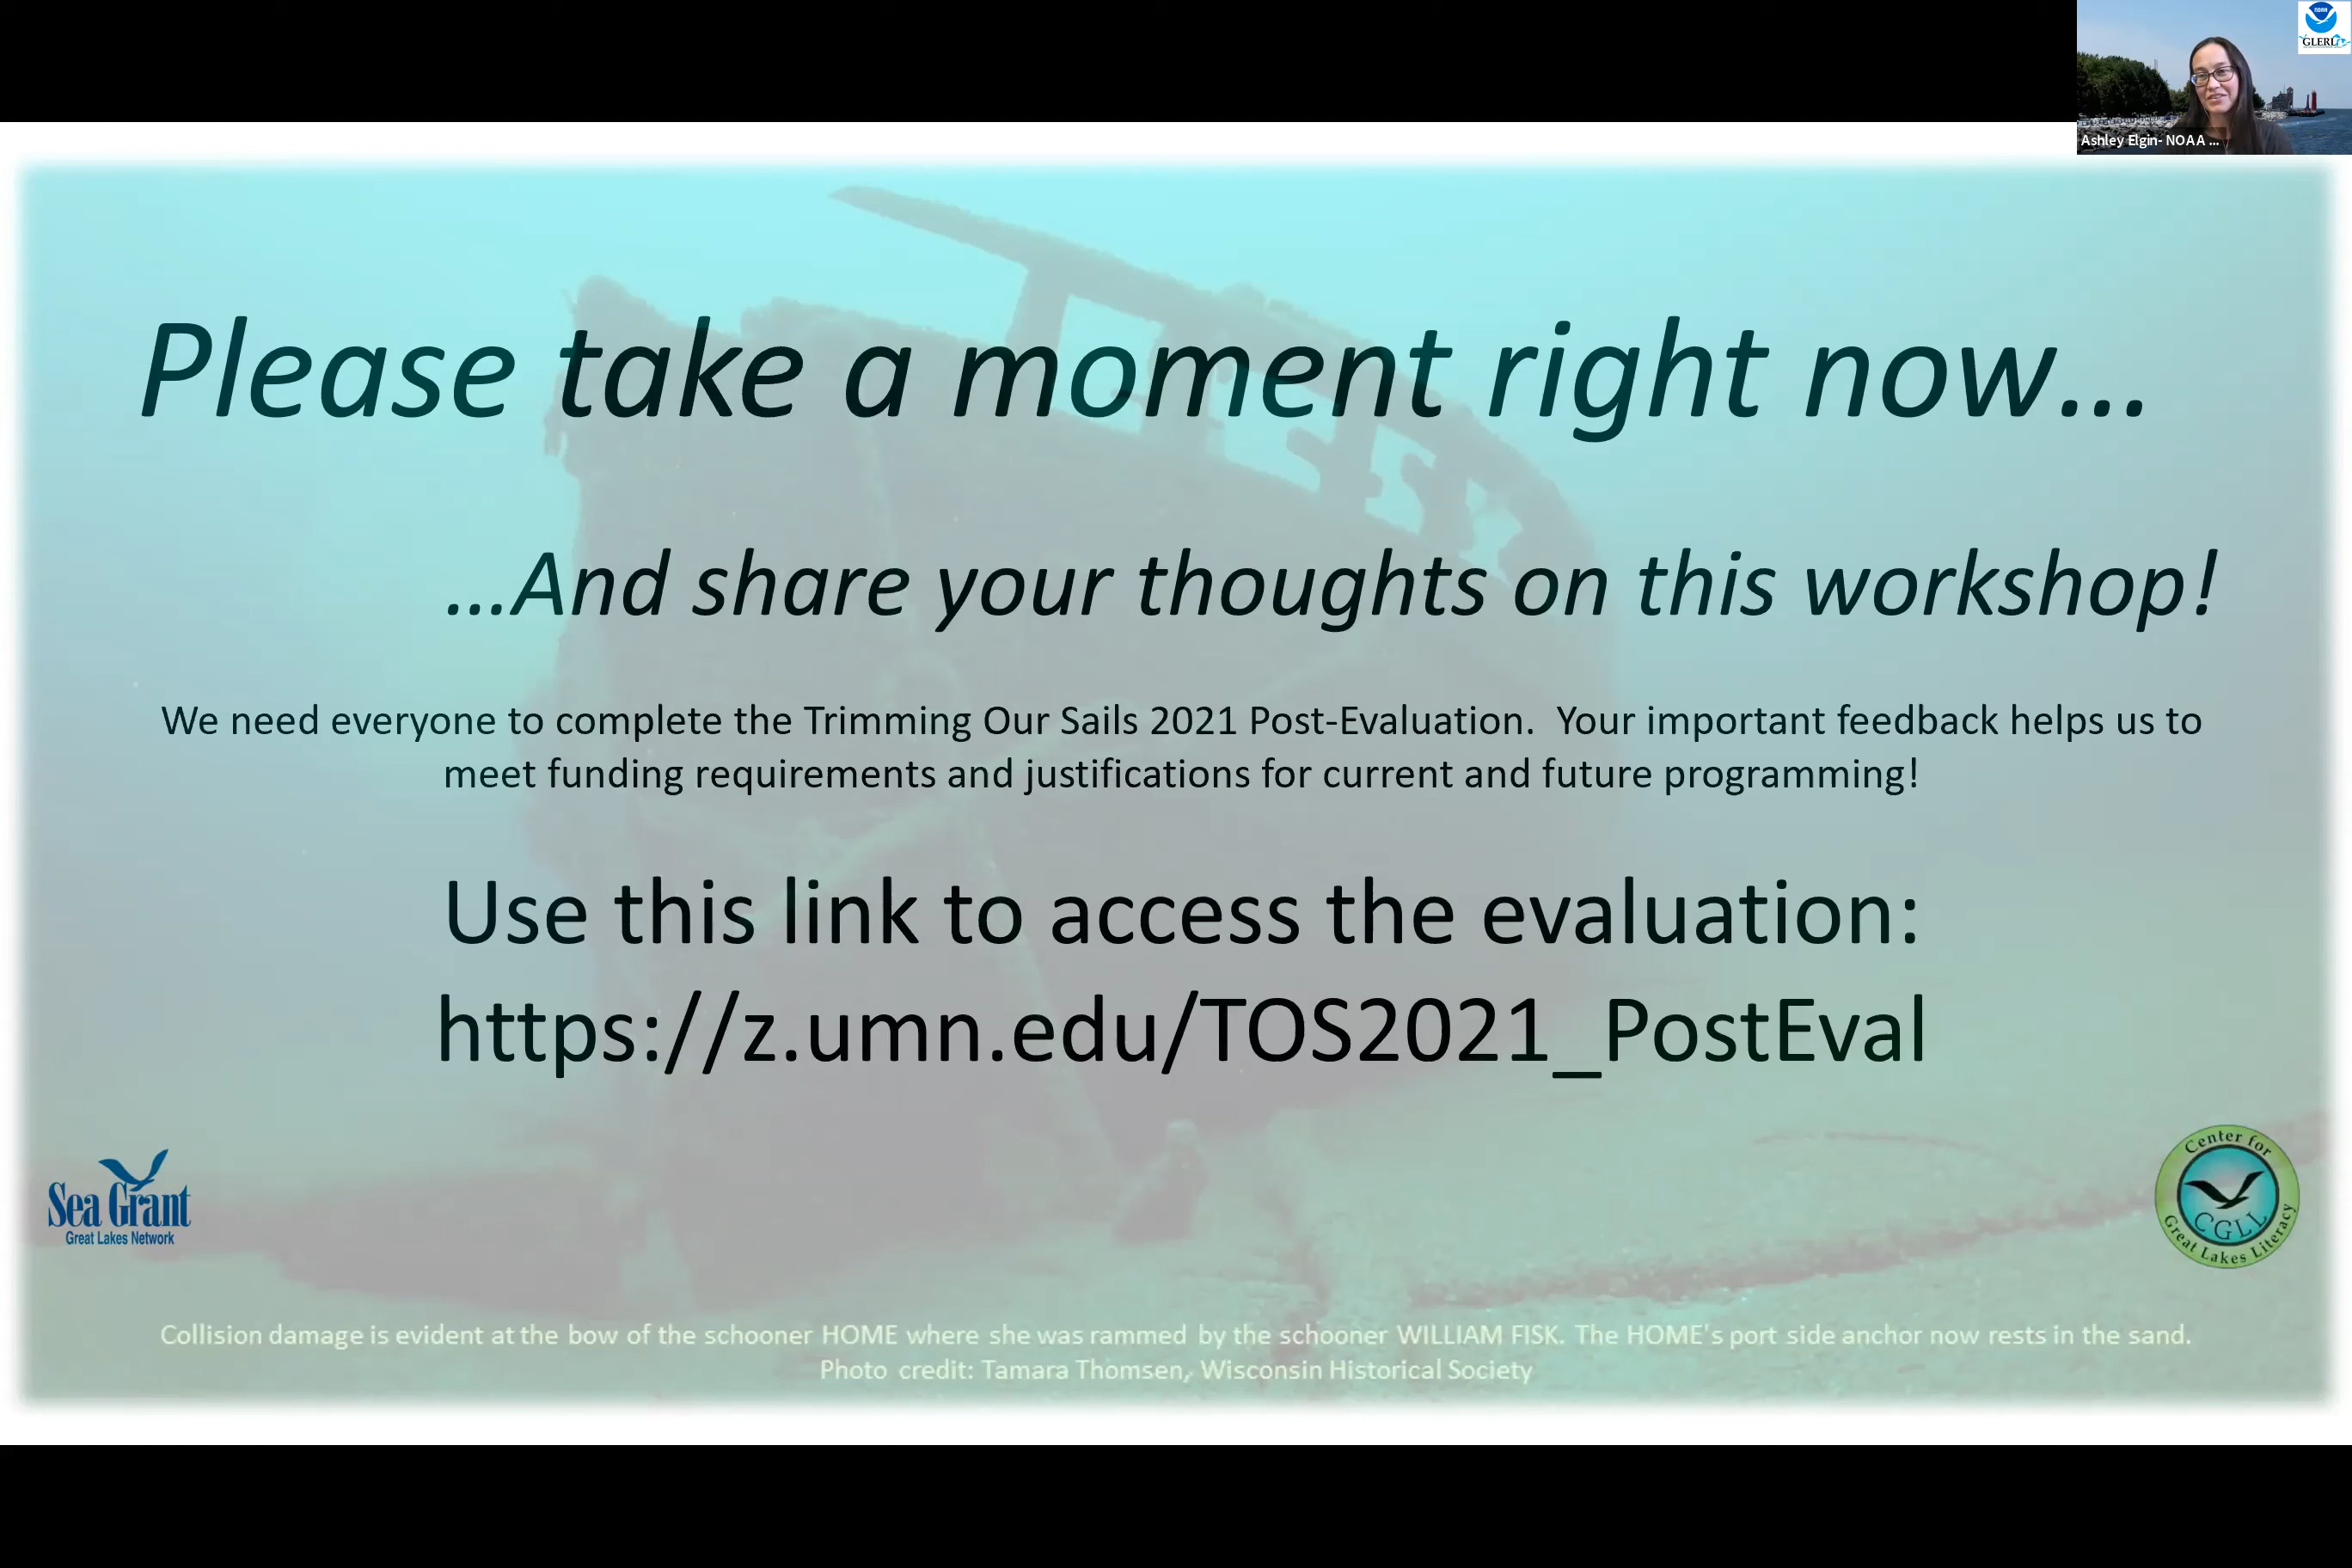 NOAA
GLERL
Ashley Elgin- NOAA ...
Please take a moment right now...
...And share your thoughts on this workshop!
We need everyone to complete the Trimming Our Sails 2021 Post-Evaluation.  Your important feedback helps us to
meet funding requirements and justifications for current and future programming!
Use this link to access the evaluation:
https://z.umn.edu/TOS2021_PostEval
Sea Grant
Great Lakes Network
Center for
CGLL
Great Lakes Literacy
Collision damage is evident at the bow of the schooner HOME where she was rammed by the schooner WILLIAM FISK. The HOME's port side anchor now rests in the sand.
Photo credit: Tamara Thomsen, Wisconsin Historical Society